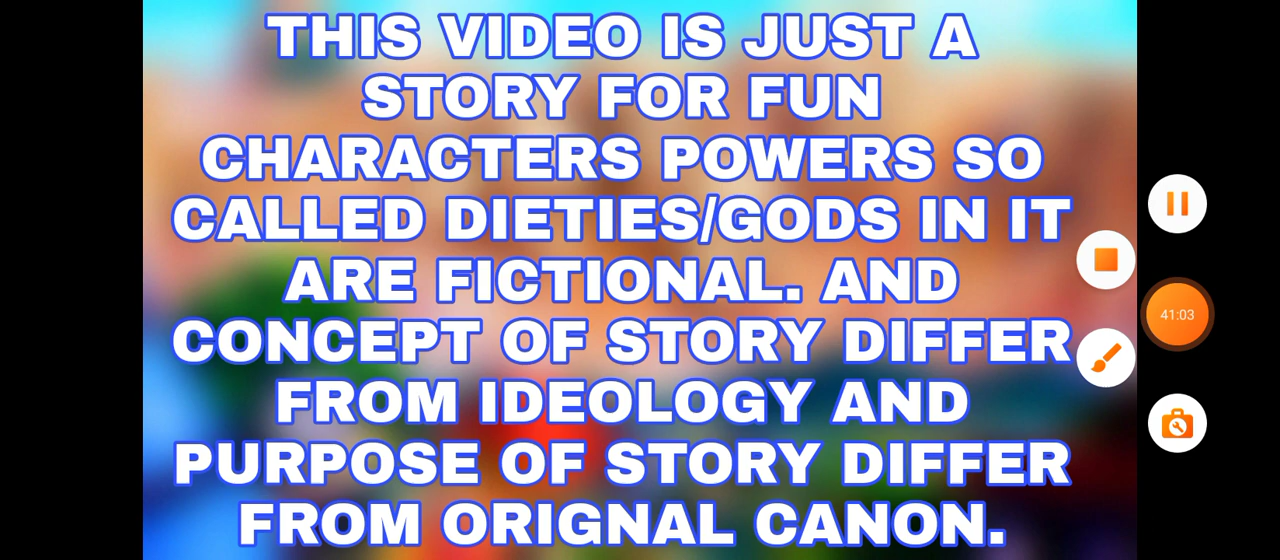 THIS VIDEO IS JUST A
STORY FOR FUN
CHARACTERS POWERS SO
CALLED DIETIES/GODS IN IT
ARE FICTIONAL. AND
CONCEPT OF STORY DIFFER
FROM IDEOLOGY AND
PURPOSE OF STORY DIFFER
FROM ORIGNAL CANON.
41:03